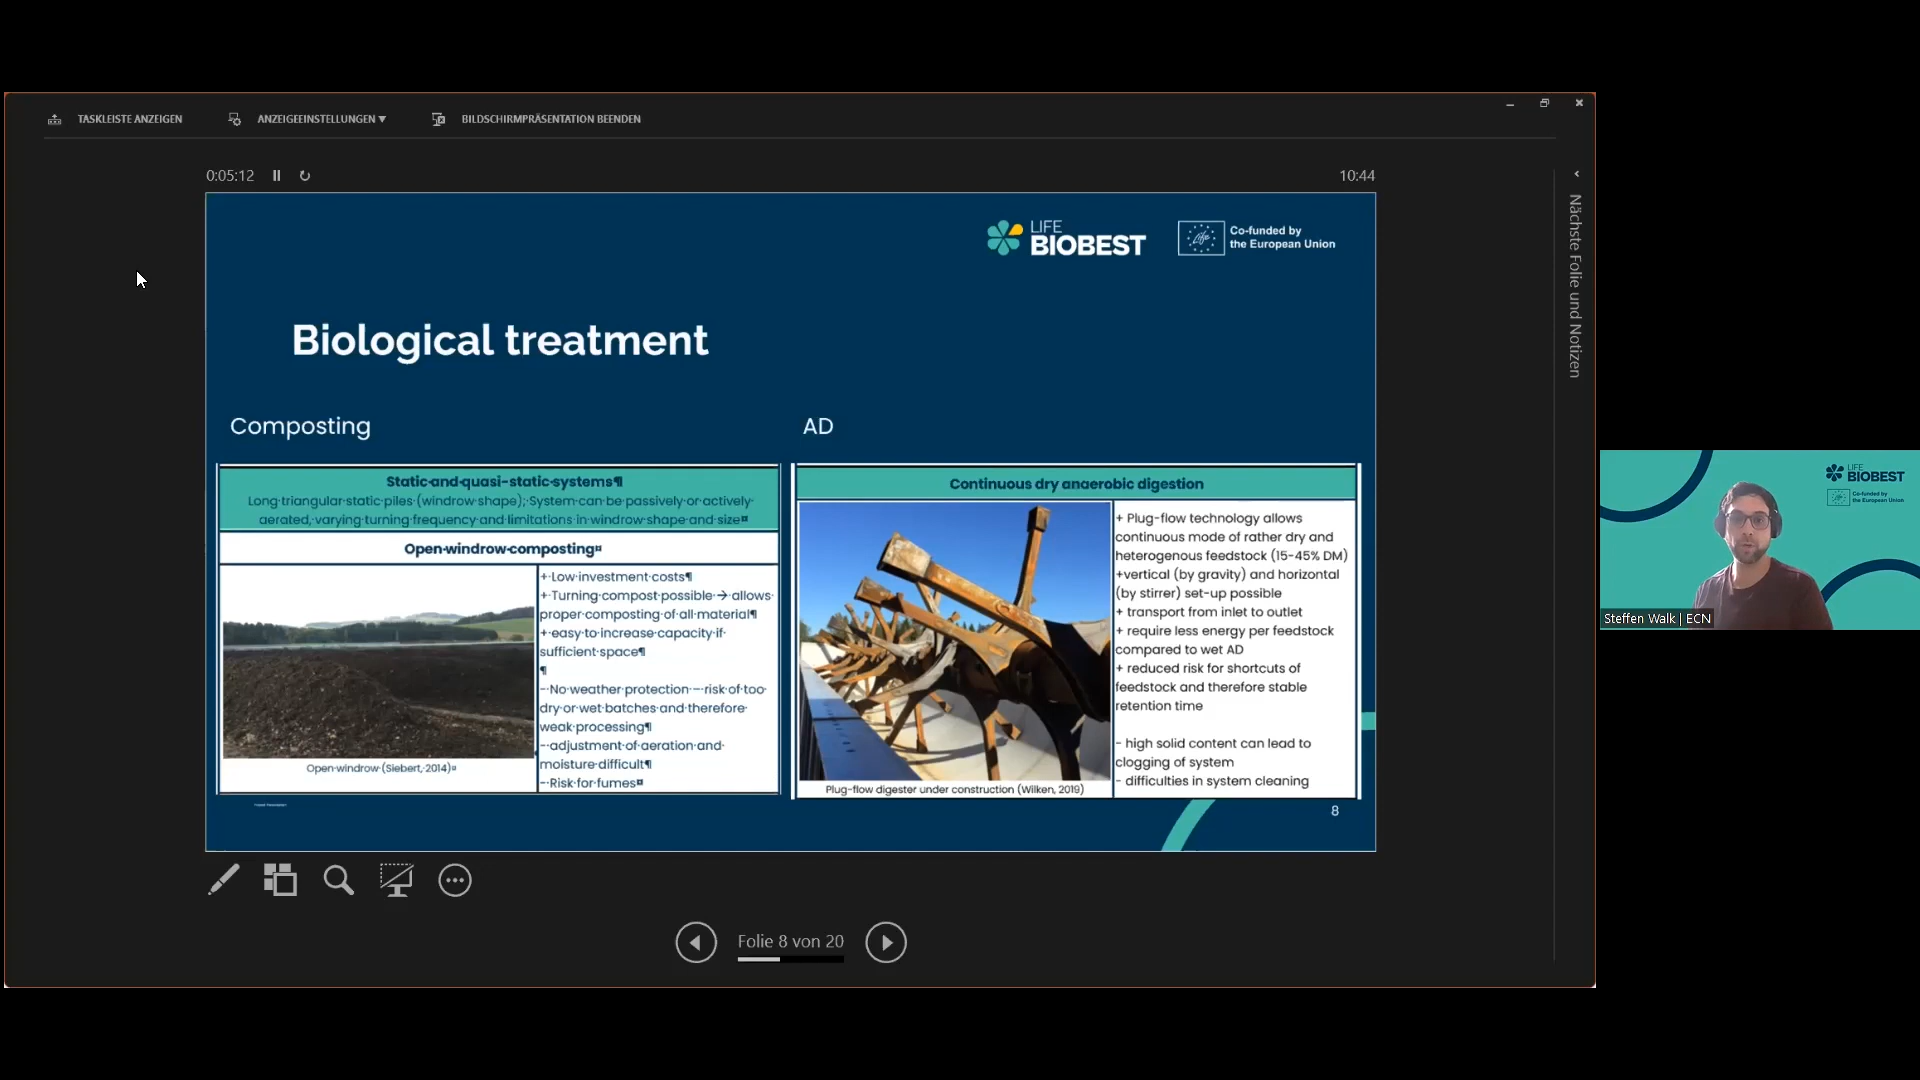 TASKLEISTE ANZEIGEN
ANZEIGEEINSTELLUNGEN ▼
BILDSCHIRMPRÄSENTATION BEENDEN
0:05:12
10:44
Nächste Folie und Notizen
LIFE
BIOBEST
Co-funded by
the European Union
Biological treatment
Composting
Static·and·quasi-static·systems¶
Long·triangular·static·piles·(windrow·shape);·System·can·be·passively·or·actively·
aerated,·varying·turning·frequency·and·limitations·in·windrow·shape·and·size¤
Open·windrow·composting¤
+·Low·investment·costs¶
+·Turning·compost·possible·→·allows·
proper·composting·of·all·material¶
+·easy·to·increase·capacity·if·
sufficient·space¶
¶
-·No·weather·protection·–·risk·of·too·
dry·or·wet·batches·and·therefore·
weak·processing¶
-·adjustment·of·aeration·and·
moisture·difficult¶
-·Risk·for·fumes¤
Open·windrow·(Siebert,·2014)¤
AD
Continuous dry anaerobic digestion
+ Plug-flow technology allows
continuous mode of rather dry and
heterogenous feedstock (15-45% DM)
+vertical (by gravity) and horizontal
(by stirrer) set-up possible
+ transport from inlet to outlet
+ require less energy per feedstock
compared to wet AD
+ reduced risk for shortcuts of
feedstock and therefore stable
retention time
- high solid content can lead to
clogging of system
- difficulties in system cleaning
Plug-flow digester under construction (Wilken, 2019)
8
Folie 8 von 20
LIFE
BIOBEST
Co-funded by
the European Union
Steffen Walk | ECN